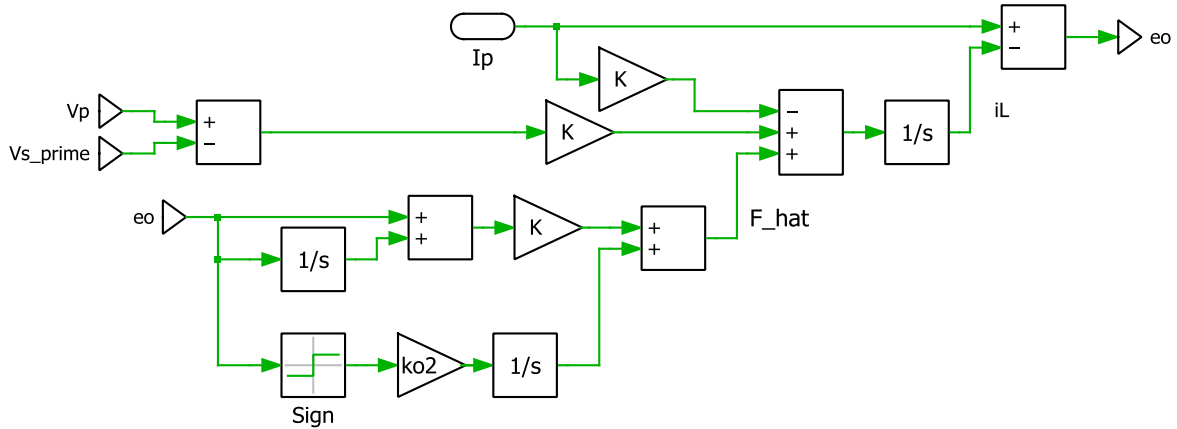 +
−
eo
Ip
K
iL
Vp
Vs_prime
+
−
K
−
+
+
1/s
eo
+
+
K
+
+
F_hat
1/s
ko2
1/s
Sign